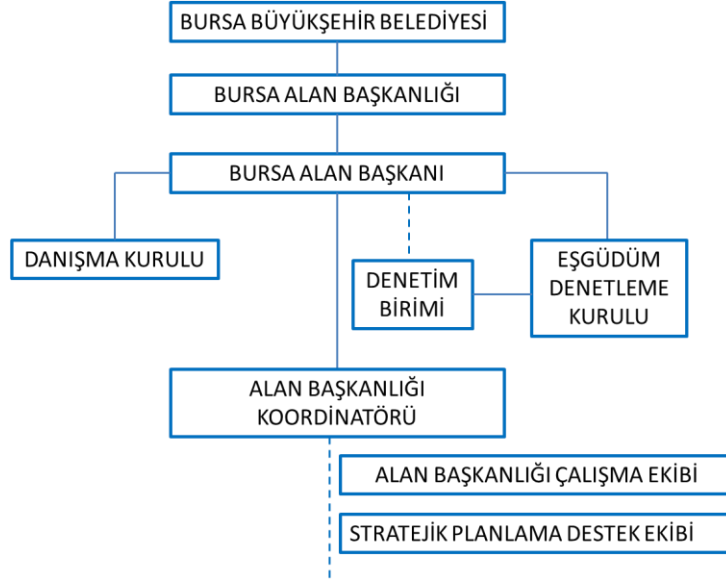 BURSA BÜYÜKŞEHİR BELEDİYESİ
BURSA ALAN BAŞKANLIĞI
BURSA ALAN BAŞKANI
DANIŞMA KURULU
DENETİM
BİRİMİ
EŞGÜDÜM
DENETLEME
KURULU
ALAN BAŞKANLIĞI
KOORDİNATÖRÜ
ALAN BAŞKANLIĞI ÇALIŞMA EKİBİ
STRATEJİK PLANLAMA DESTEK EKİBİ